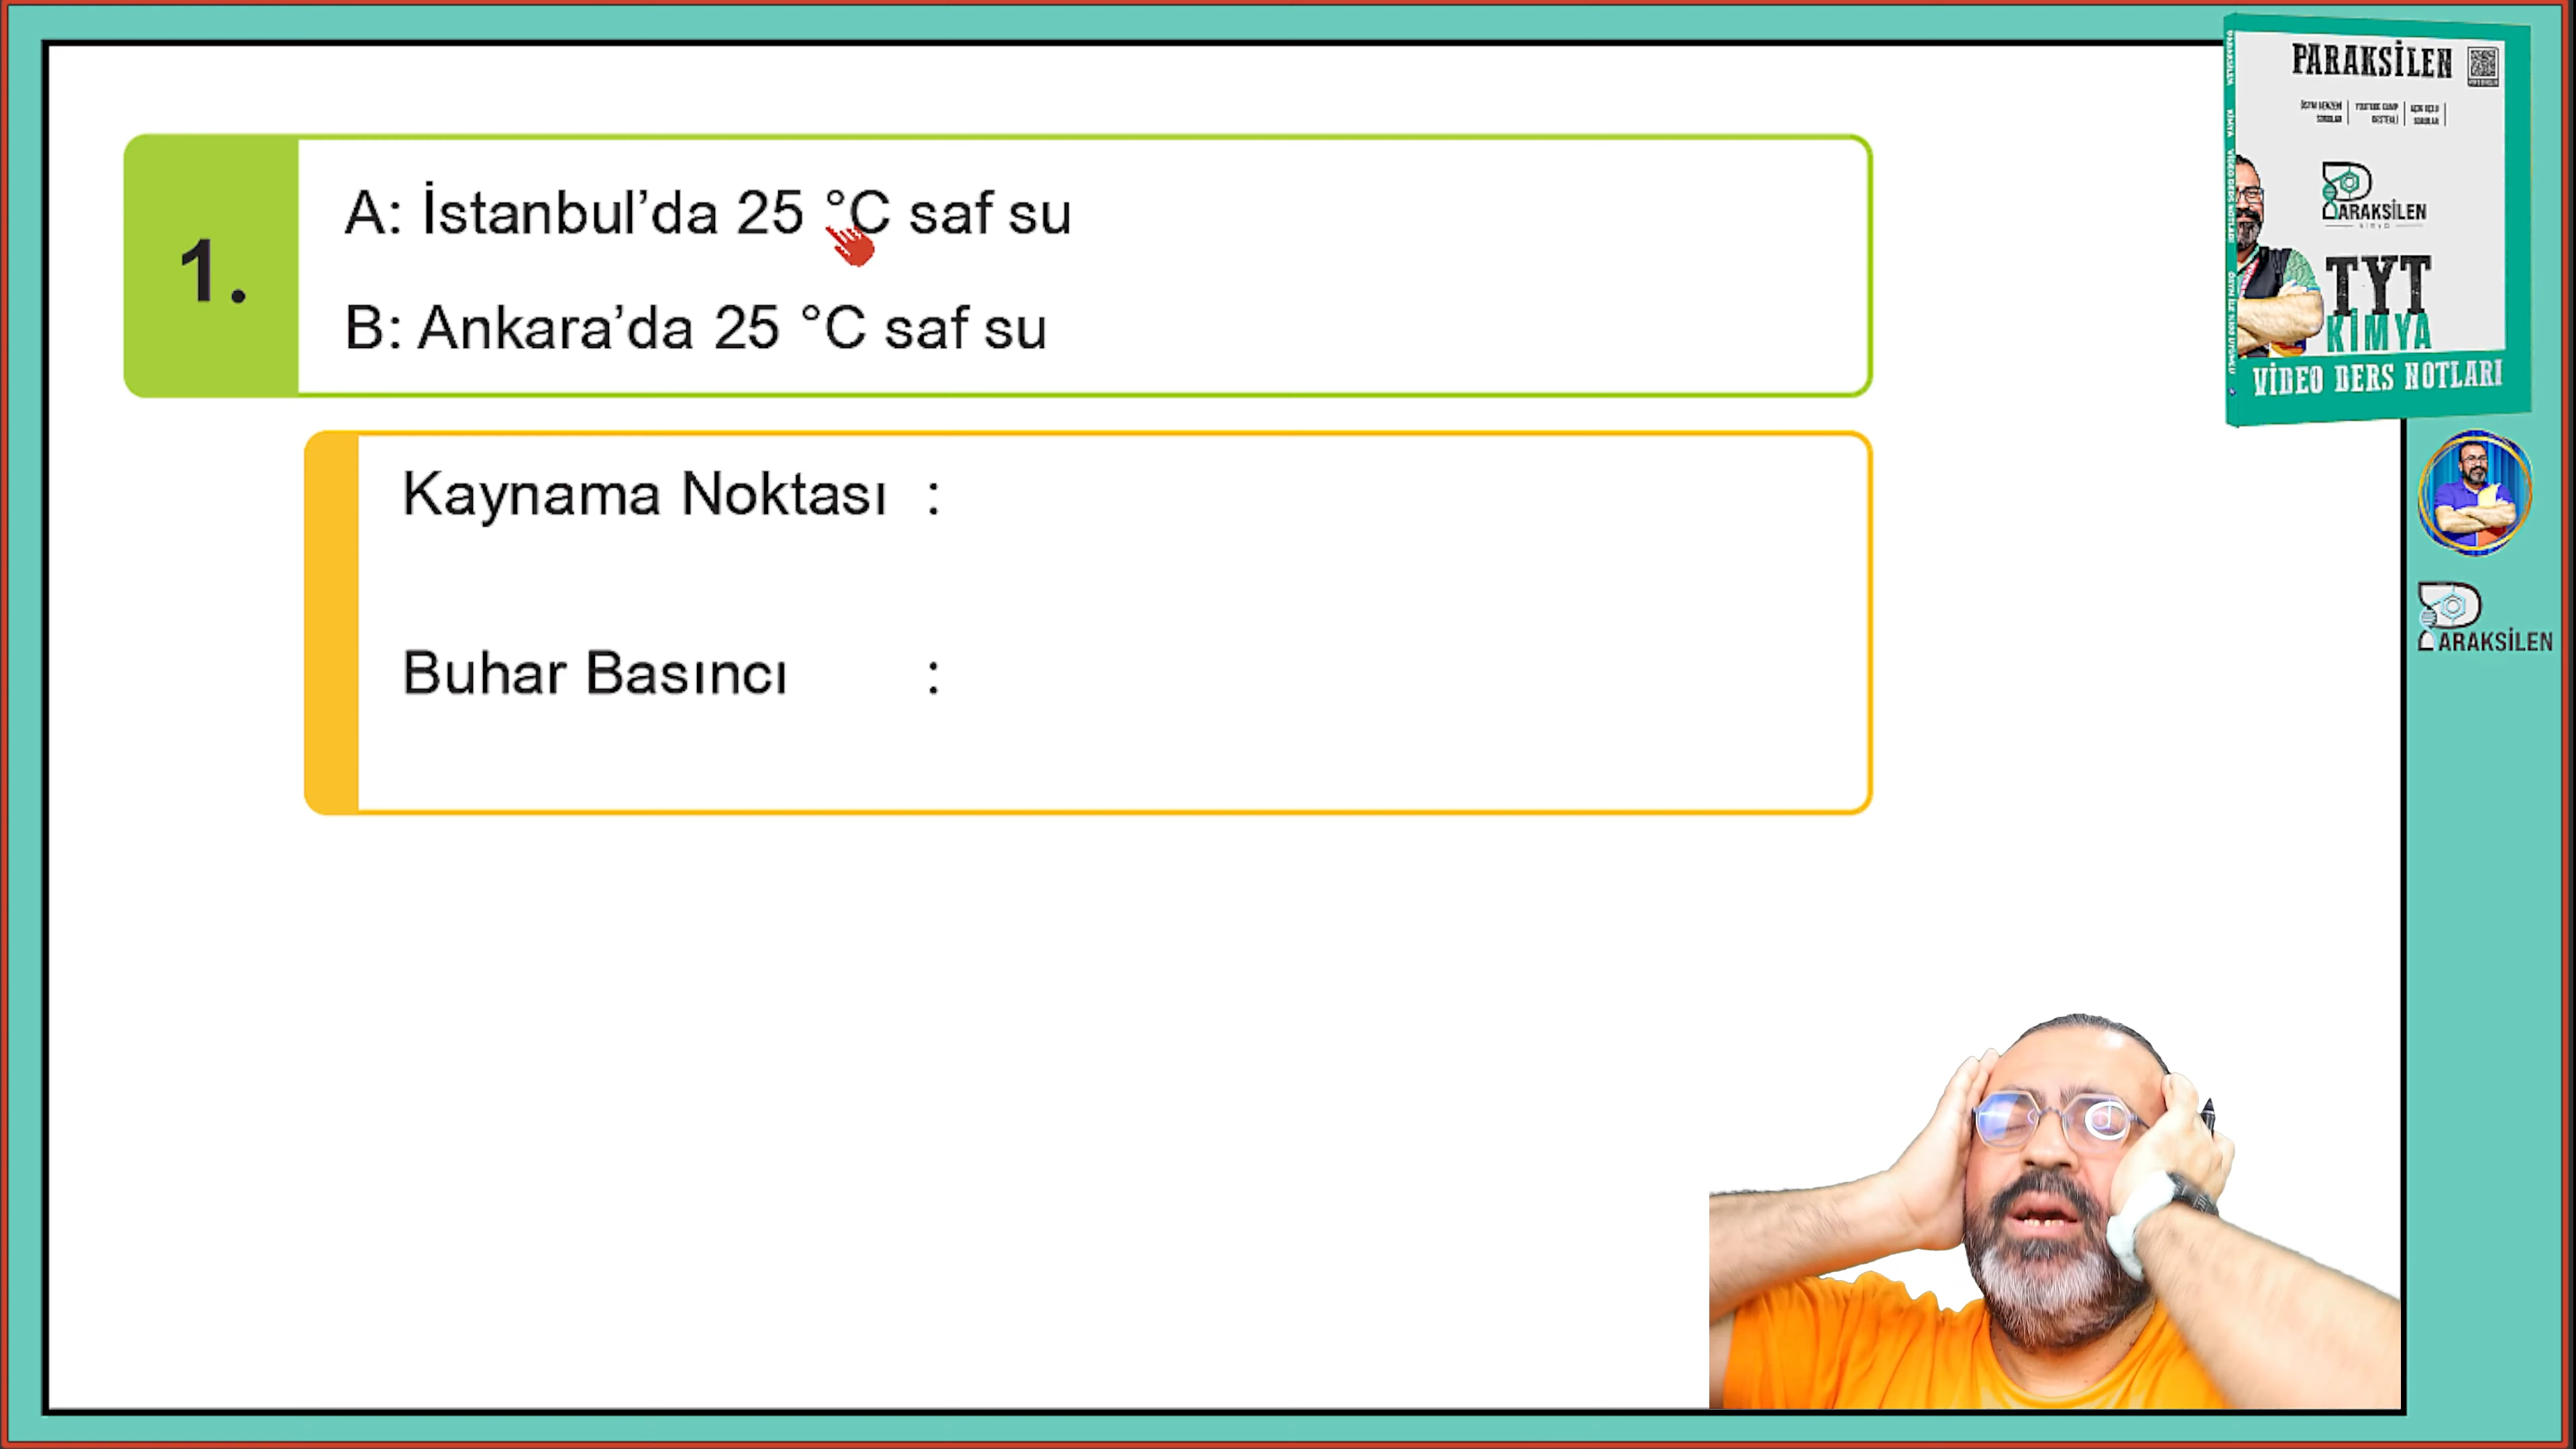 1.
A: İstanbul’da 25 °C saf su
B: Ankara’da 25 °C saf su
Kaynama Noktası :
Buhar Basıncı :
PARAKSİLEN
PARAKSİLEN
TYT
KİMYA
VİDEO DERS NOTLARI
PARAKSİLEN